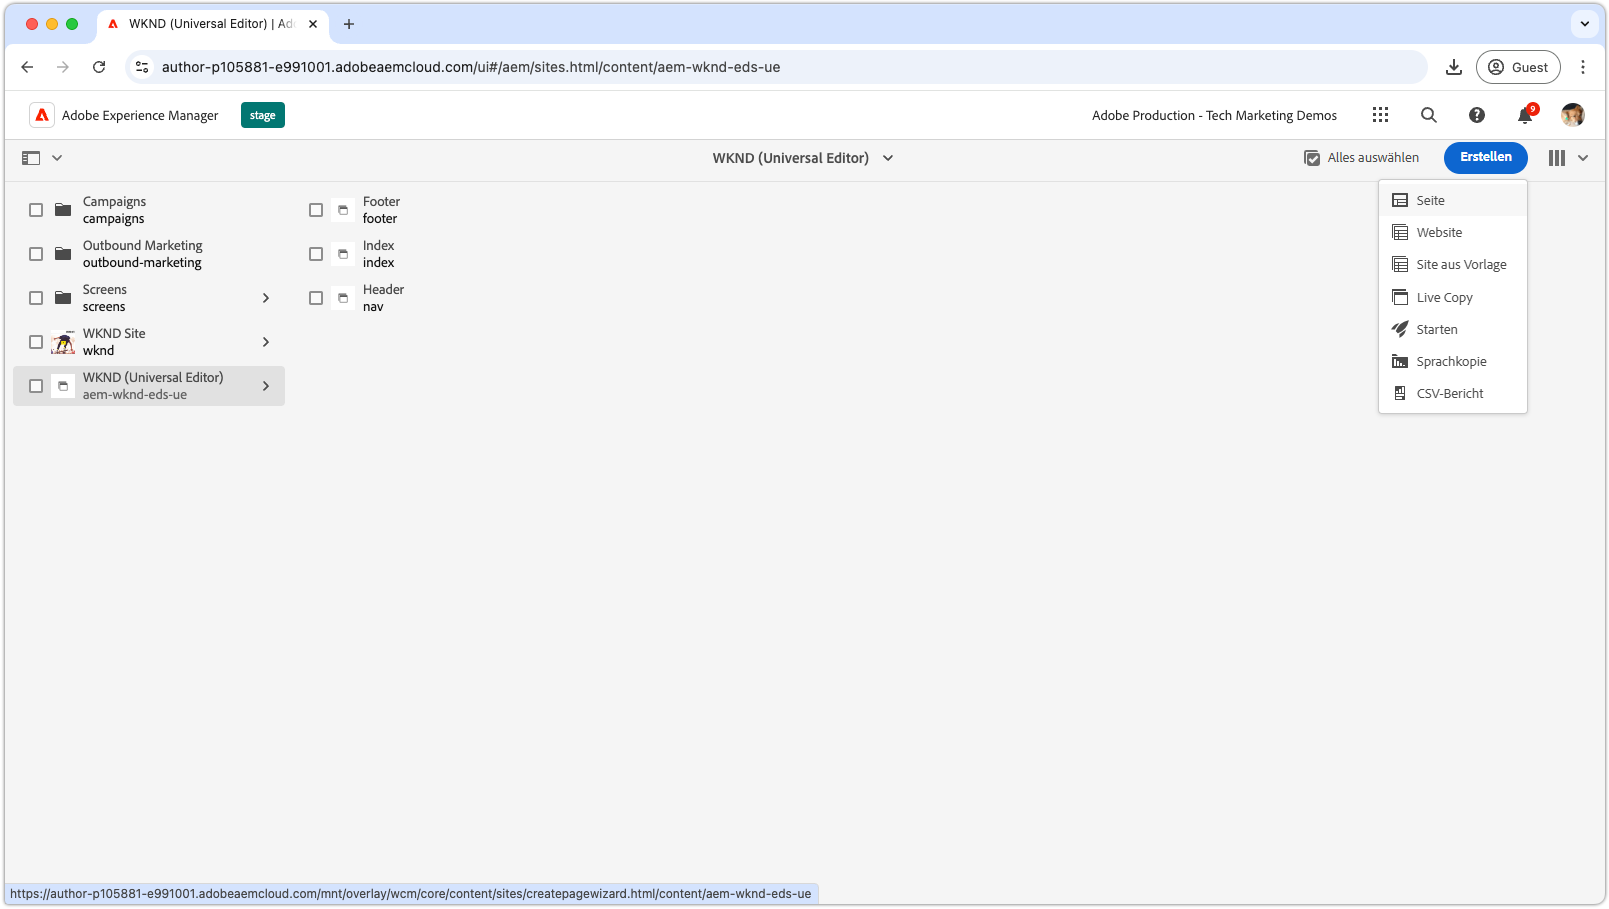 WKND (Universal Editor) | Ad
author-p105881-e991001.adobeaemcloud.com/ui#/aem/sites.html/content/aem-wknd-eds-ue
Guest
Adobe Experience Manager
stage
Adobe Production - Tech Marketing Demos
9
WKND (Universal Editor)
Alles auswählen
Erstellen
Campaigns
campaigns
Outbound Marketing
outbound-marketing
Screens
screens
WKND Site
wknd
WKND (Universal Editor)
aem-wknd-eds-ue
Footer
footer
Index
index
Header
nav
Seite
Website
Site aus Vorlage
Live Copy
Starten
Sprachkopie
CSV-Bericht
https://author-p105881-e991001.adobeaemcloud.com/mnt/overlay/wcm/core/content/sites/createpagewizard.html/content/aem-wknd-eds-ue